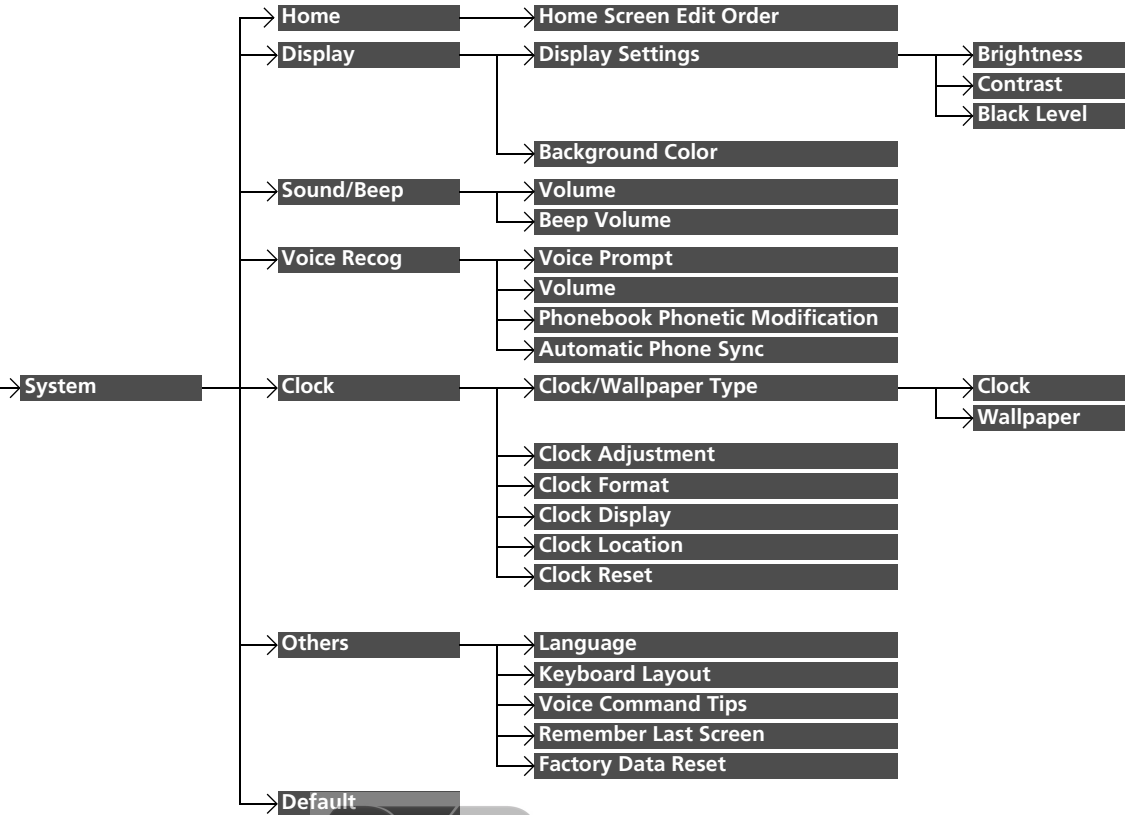 Home
Home Screen Edit Order
Display
Display Settings
Brightness
Contrast
Black Level
Background Color
Sound/Beep
Volume
Beep Volume
Voice Recog
Voice Prompt
Volume
Phonebook Phonetic Modification
Automatic Phone Sync
System
Clock
Clock/Wallpaper Type
Clock
Wallpaper
Clock Adjustment
Clock Format
Clock Display
Clock Location
Clock Reset
Others
Language
Keyboard Layout
Voice Command Tips
Remember Last Screen
Factory Data Reset
Default